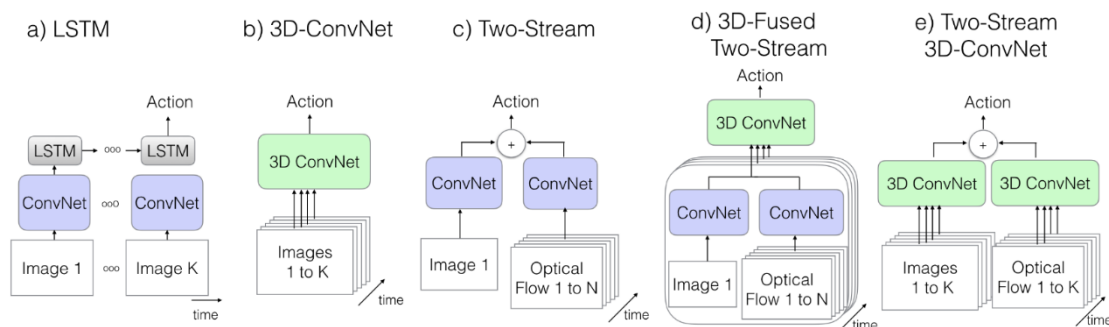 a) LSTM
Action
LSTM
ooo
LSTM
ConvNet
ooo
ConvNet
Image 1
ooo
Image K
time
b) 3D-ConvNet
Action
3D ConvNet
Images
1 to K
time
c) Two-Stream
Action
+
ConvNet
ConvNet
Image 1
Optical
Flow 1 to N
time
d) 3D-Fused
Two-Stream
Action
3D ConvNet
ConvNet
ConvNet
Image 1
Optical
Flow 1 to N
time
e) Two-Stream
3D-ConvNet
Action
+
3D ConvNet
3D ConvNet
Images
1 to K
Optical
Flow 1 to K
time